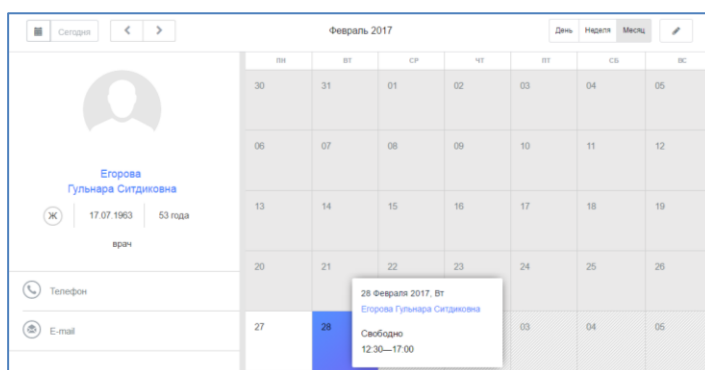 Сегодня
Февраль 2017
День Неделя Месяц
Егорова
Гульнара Ситдиковна
Ж 17.07.1963 53 года
врач
Телефон
E-mail
ПН ВТ СР ЧТ ПТ СБ ВС
30 31 01 02 03 04 05
06 07 08 09 10 11 12
13 14 15 16 17 18 19
20 21 22 23 24 25 26
27 28 03 04 05
28 Февраля 2017, Вт
Егорова Гульнара Ситдиковна
Свободно
12:30—17:00